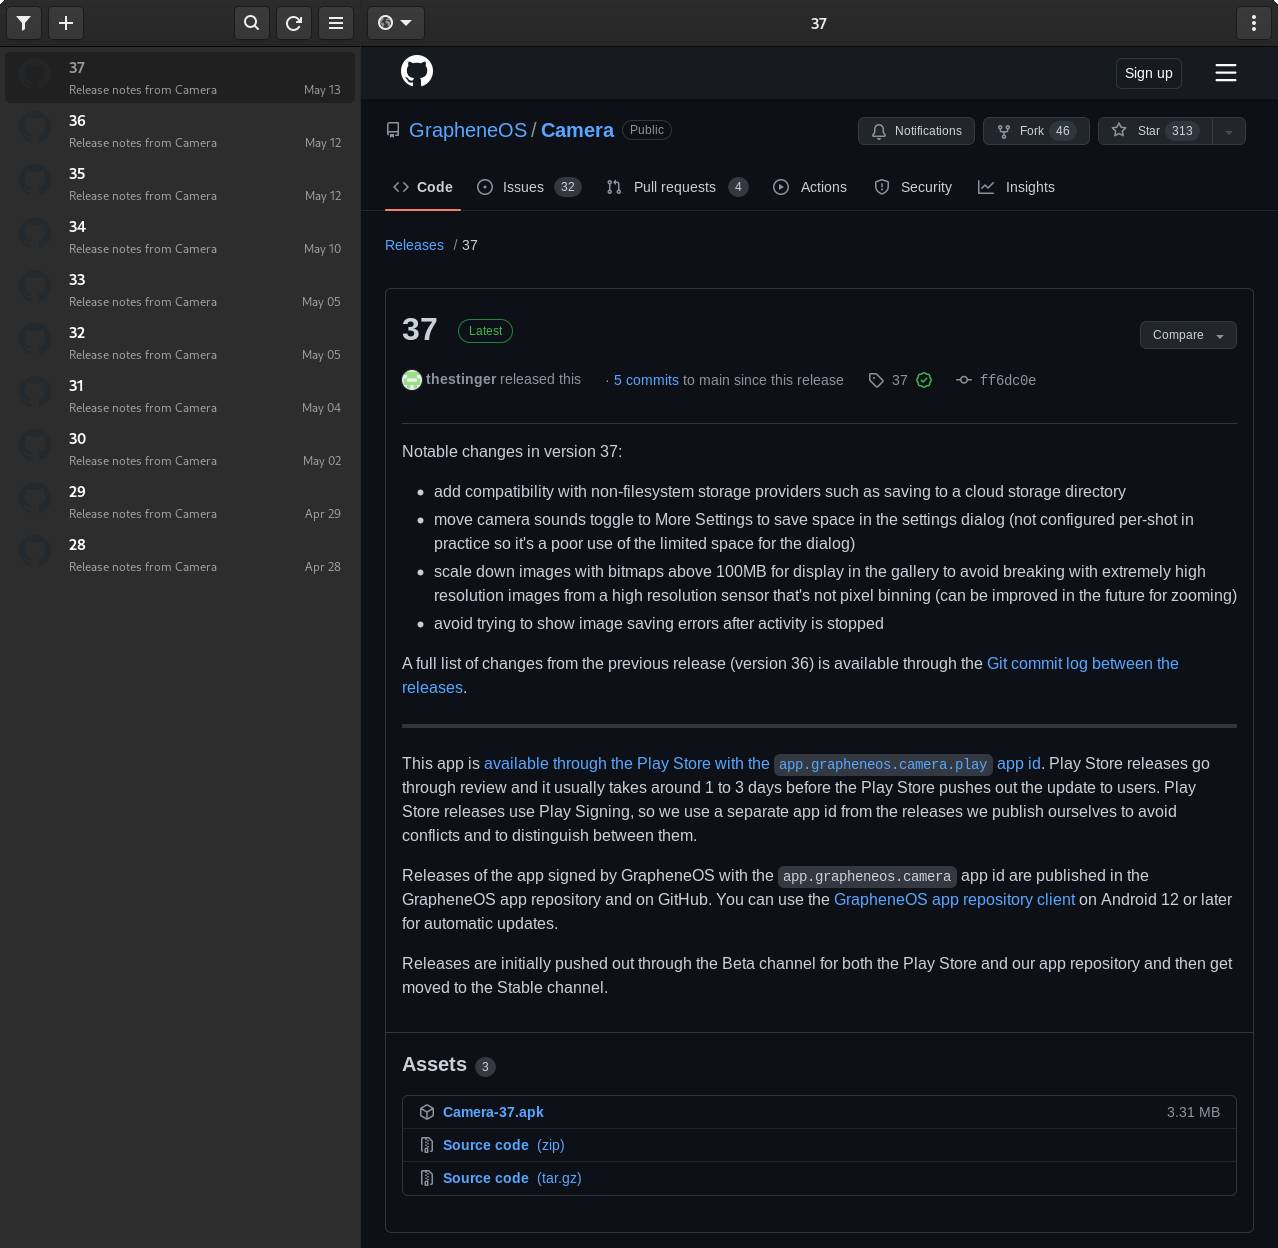 37
37
Release notes from Camera May 13
36
Release notes from Camera May 12
35
Release notes from Camera May 12
34
Release notes from Camera May 10
33
Release notes from Camera May 05
32
Release notes from Camera May 05
31
Release notes from Camera May 04
30
Release notes from Camera May 02
29
Release notes from Camera Apr 29
28
Release notes from Camera Apr 28
Sign up
GrapheneOS / Camera Public
Notifications Fork 46 Star 313
Code Issues 32 Pull requests 4 Actions Security Insights
Releases / 37
37 Latest
Compare
thestinger released this · 5 commits to main since this release 37 ff6dc0e
Notable changes in version 37:
• add compatibility with non-filesystem storage providers such as saving to a cloud storage directory
• move camera sounds toggle to More Settings to save space in the settings dialog (not configured per-shot in
practice so it's a poor use of the limited space for the dialog)
• scale down images with bitmaps above 100MB for display in the gallery to avoid breaking with extremely high
resolution images from a high resolution sensor that's not pixel binning (can be improved in the future for zooming)
• avoid trying to show image saving errors after activity is stopped
A full list of changes from the previous release (version 36) is available through the Git commit log between the
releases.
This app is available through the Play Store with the app.grapheneos.camera.play app id. Play Store releases go
through review and it usually takes around 1 to 3 days before the Play Store pushes out the update to users. Play
Store releases use Play Signing, so we use a separate app id from the releases we publish ourselves to avoid
conflicts and to distinguish between them.
Releases of the app signed by GrapheneOS with the app.grapheneos.camera app id are published in the
GrapheneOS app repository and on GitHub. You can use the GrapheneOS app repository client on Android 12 or later
for automatic updates.
Releases are initially pushed out through the Beta channel for both the Play Store and our app repository and then get
moved to the Stable channel.
Assets 3
Camera-37.apk 3.31 MB
Source code (zip)
Source code (tar.gz)